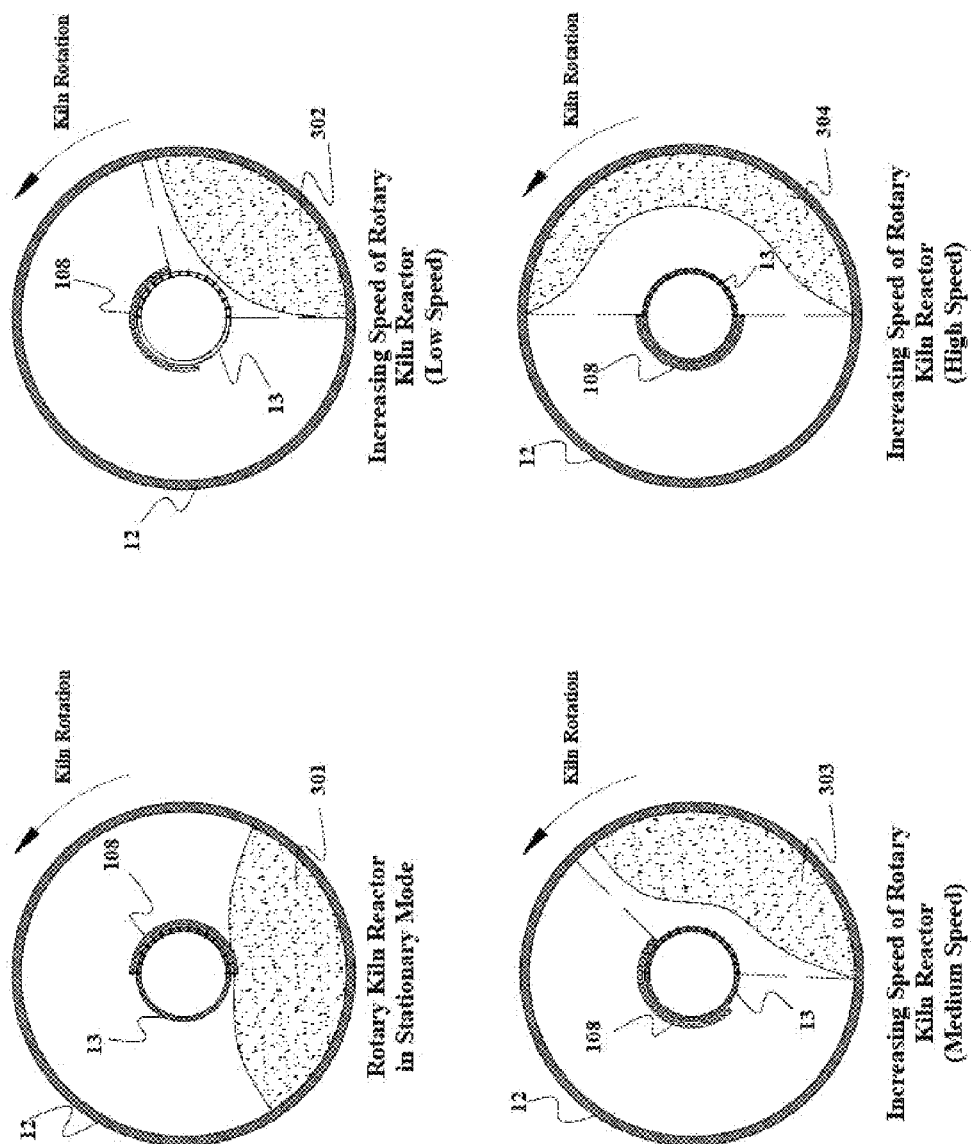 Kiln Rotation
108
13
12
301
Rotary Kiln Reactor
in Stationary Mode
Kiln Rotation
108
12
13
302
Increasing Speed of Rotary
Kiln Reactor
(Low Speed)
Kiln Rotation
12
108
13
303
Increasing Speed of Rotary
Kiln Reactor
(Medium Speed)
Kiln Rotation
12
108
13
304
Increasing Speed of Rotary
Kiln Reactor
(High Speed)